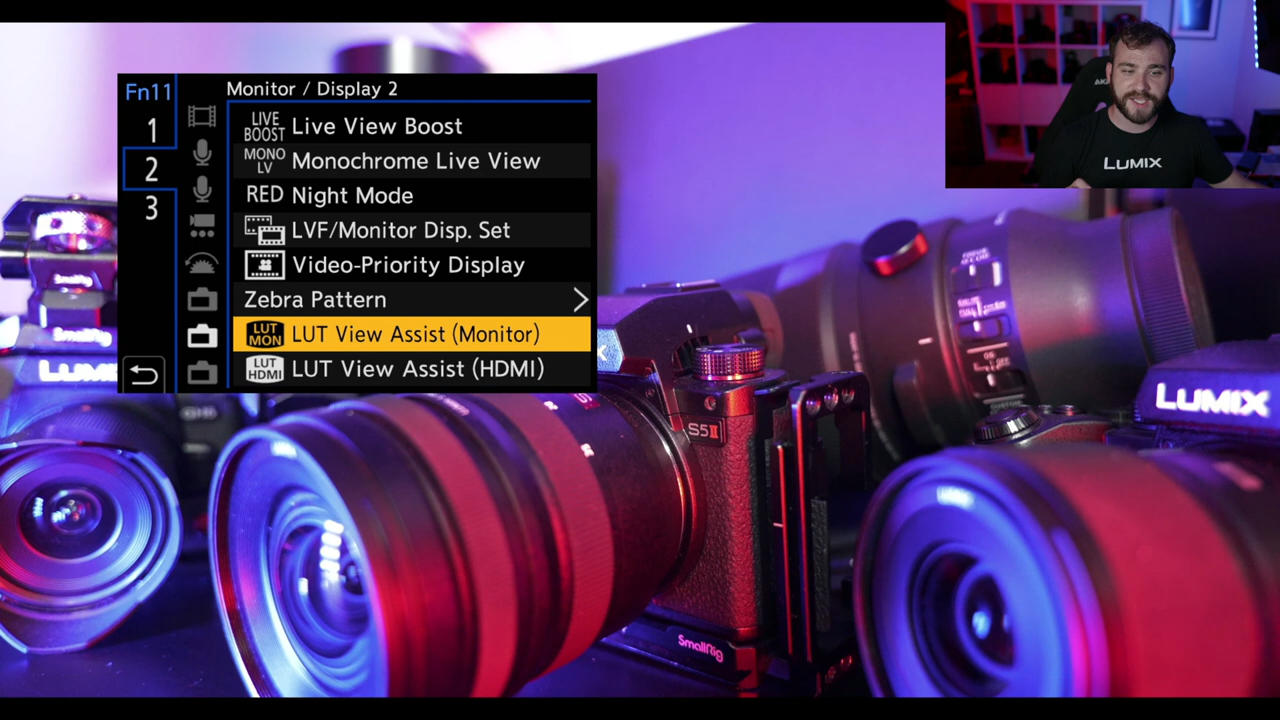 Fn11
1
2
3
Monitor / Display 2
LIVE BOOST Live View Boost
MONO LV Monochrome Live View
RED Night Mode
LVF/Monitor Disp. Set
Video-Priority Display
Zebra Pattern
LUT MON LUT View Assist (Monitor)
LUT HDMI LUT View Assist (HDMI)
LUMIX
S5II
SmallRig
LUMIX
SmallRig